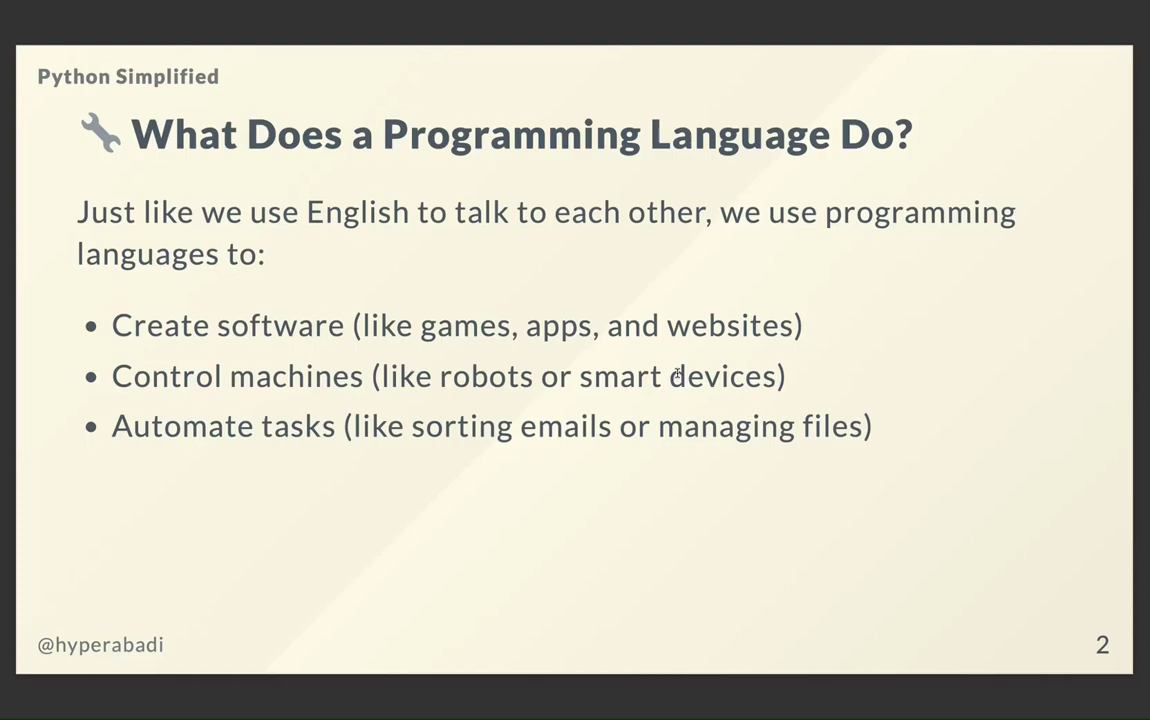 Python Simplified
What Does a Programming Language Do?
Just like we use English to talk to each other, we use programming
languages to:
• Create software (like games, apps, and websites)
• Control machines (like robots or smart devices)
• Automate tasks (like sorting emails or managing files)
@hyperabadi
2